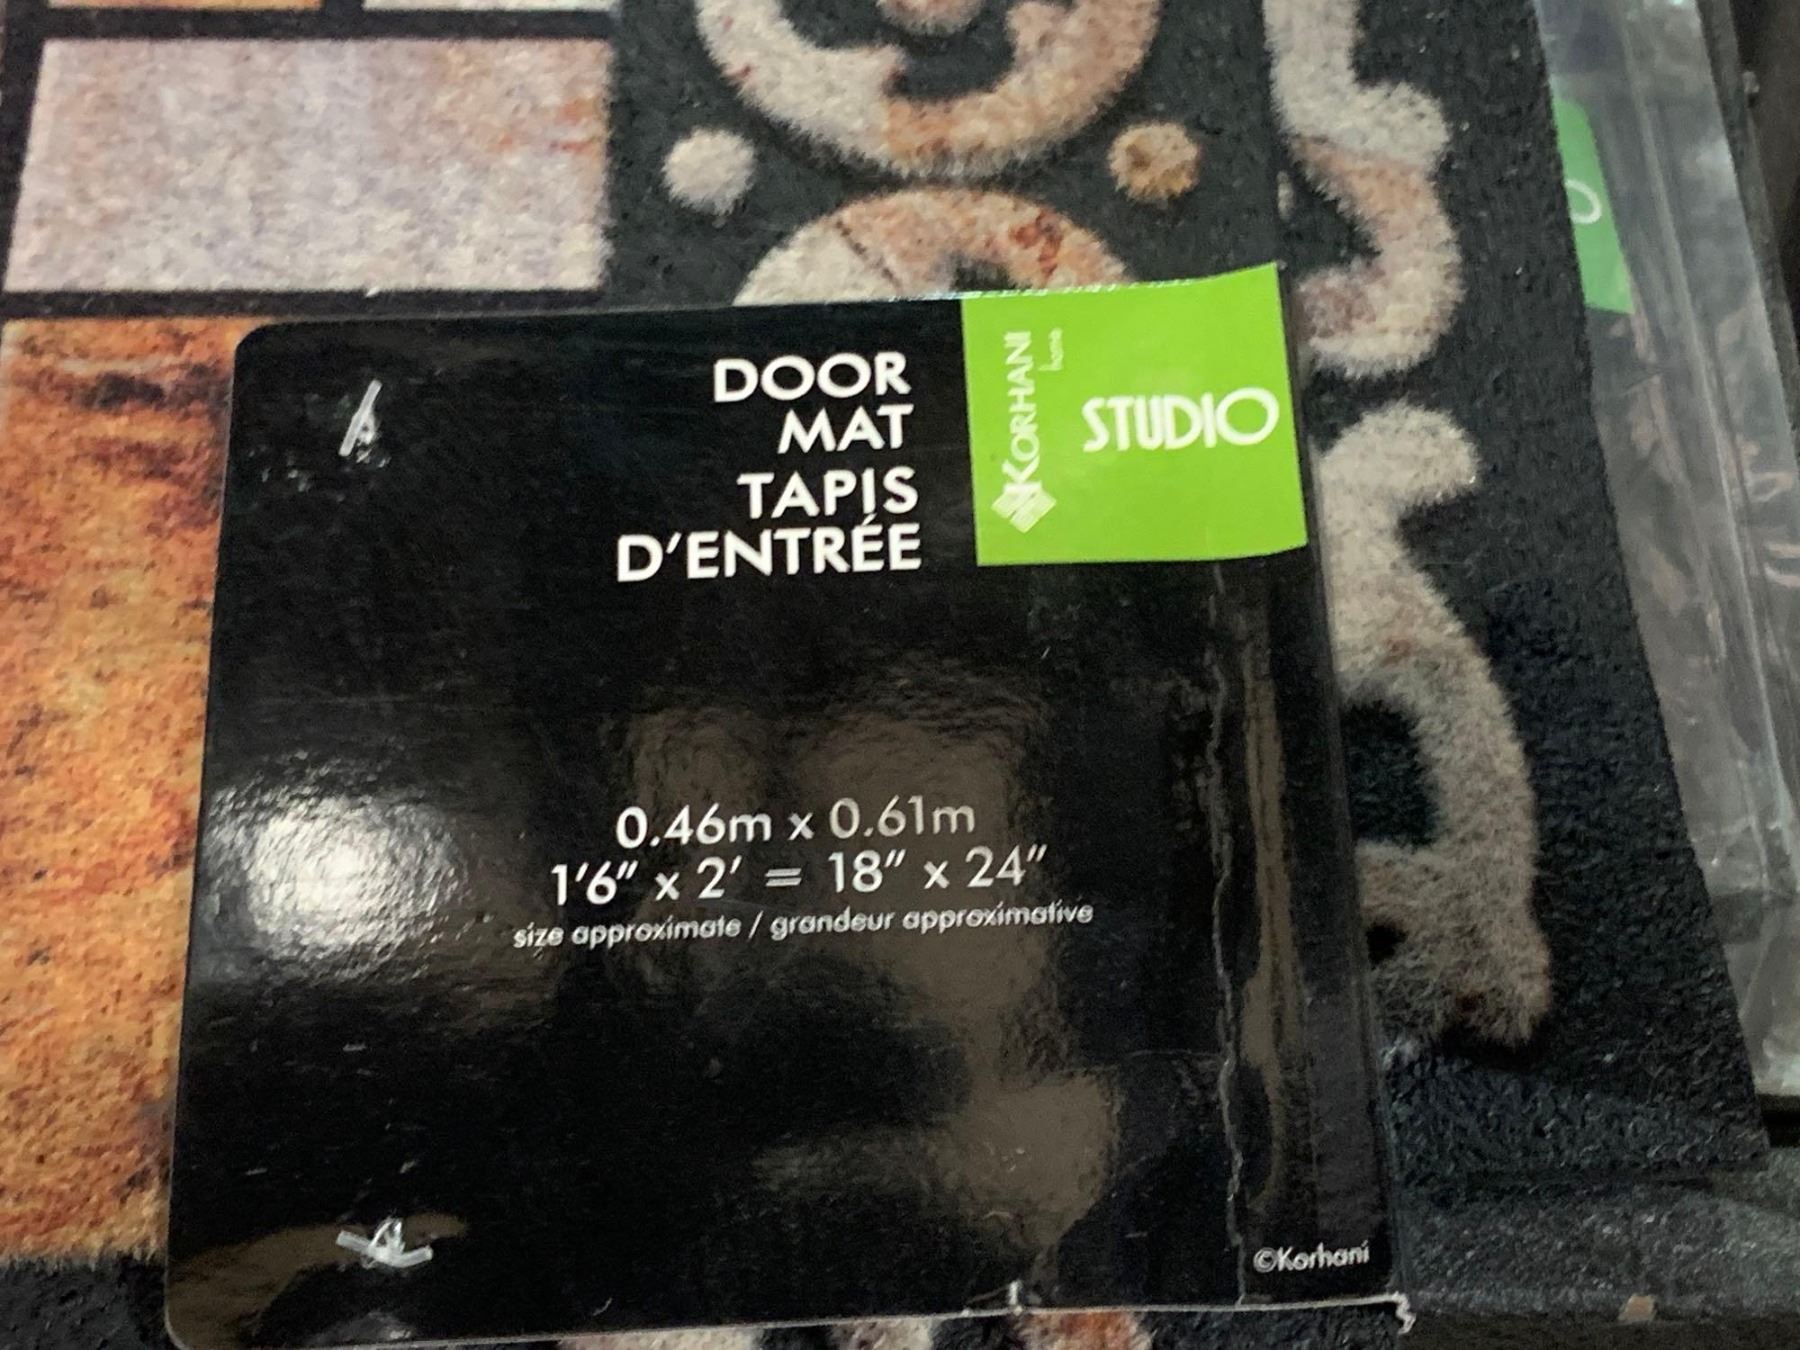 DOOR
MAT
TAPIS
D'ENTRÉE
KORHANI
home
STUDIO
0.46m x 0.61m
1'6" x 2' = 18" x 24"
size approximate / grandeur approximative
©Korhani
O